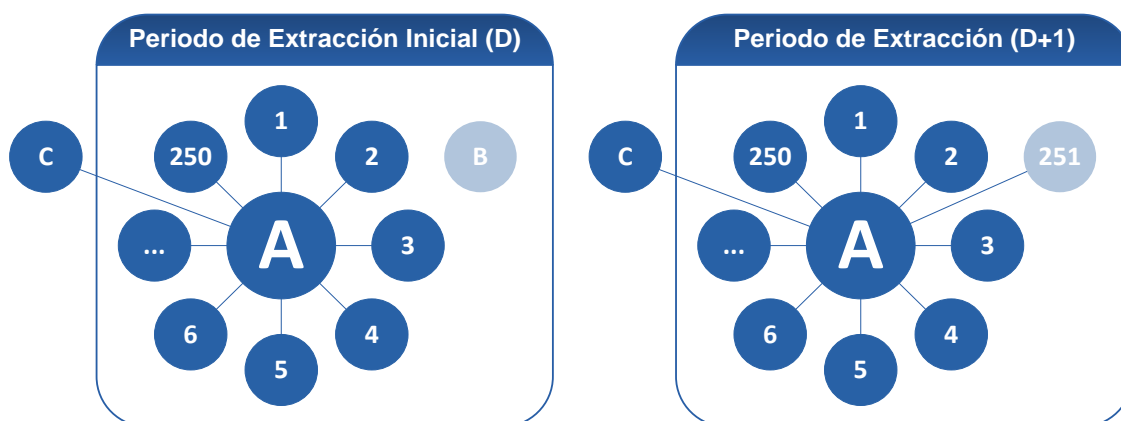 Periodo de Extracción Inicial (D)
1
C
250
2
B
...
A
3
6
4
5
Periodo de Extracción (D+1)
1
C
250
2
251
...
A
3
6
4
5